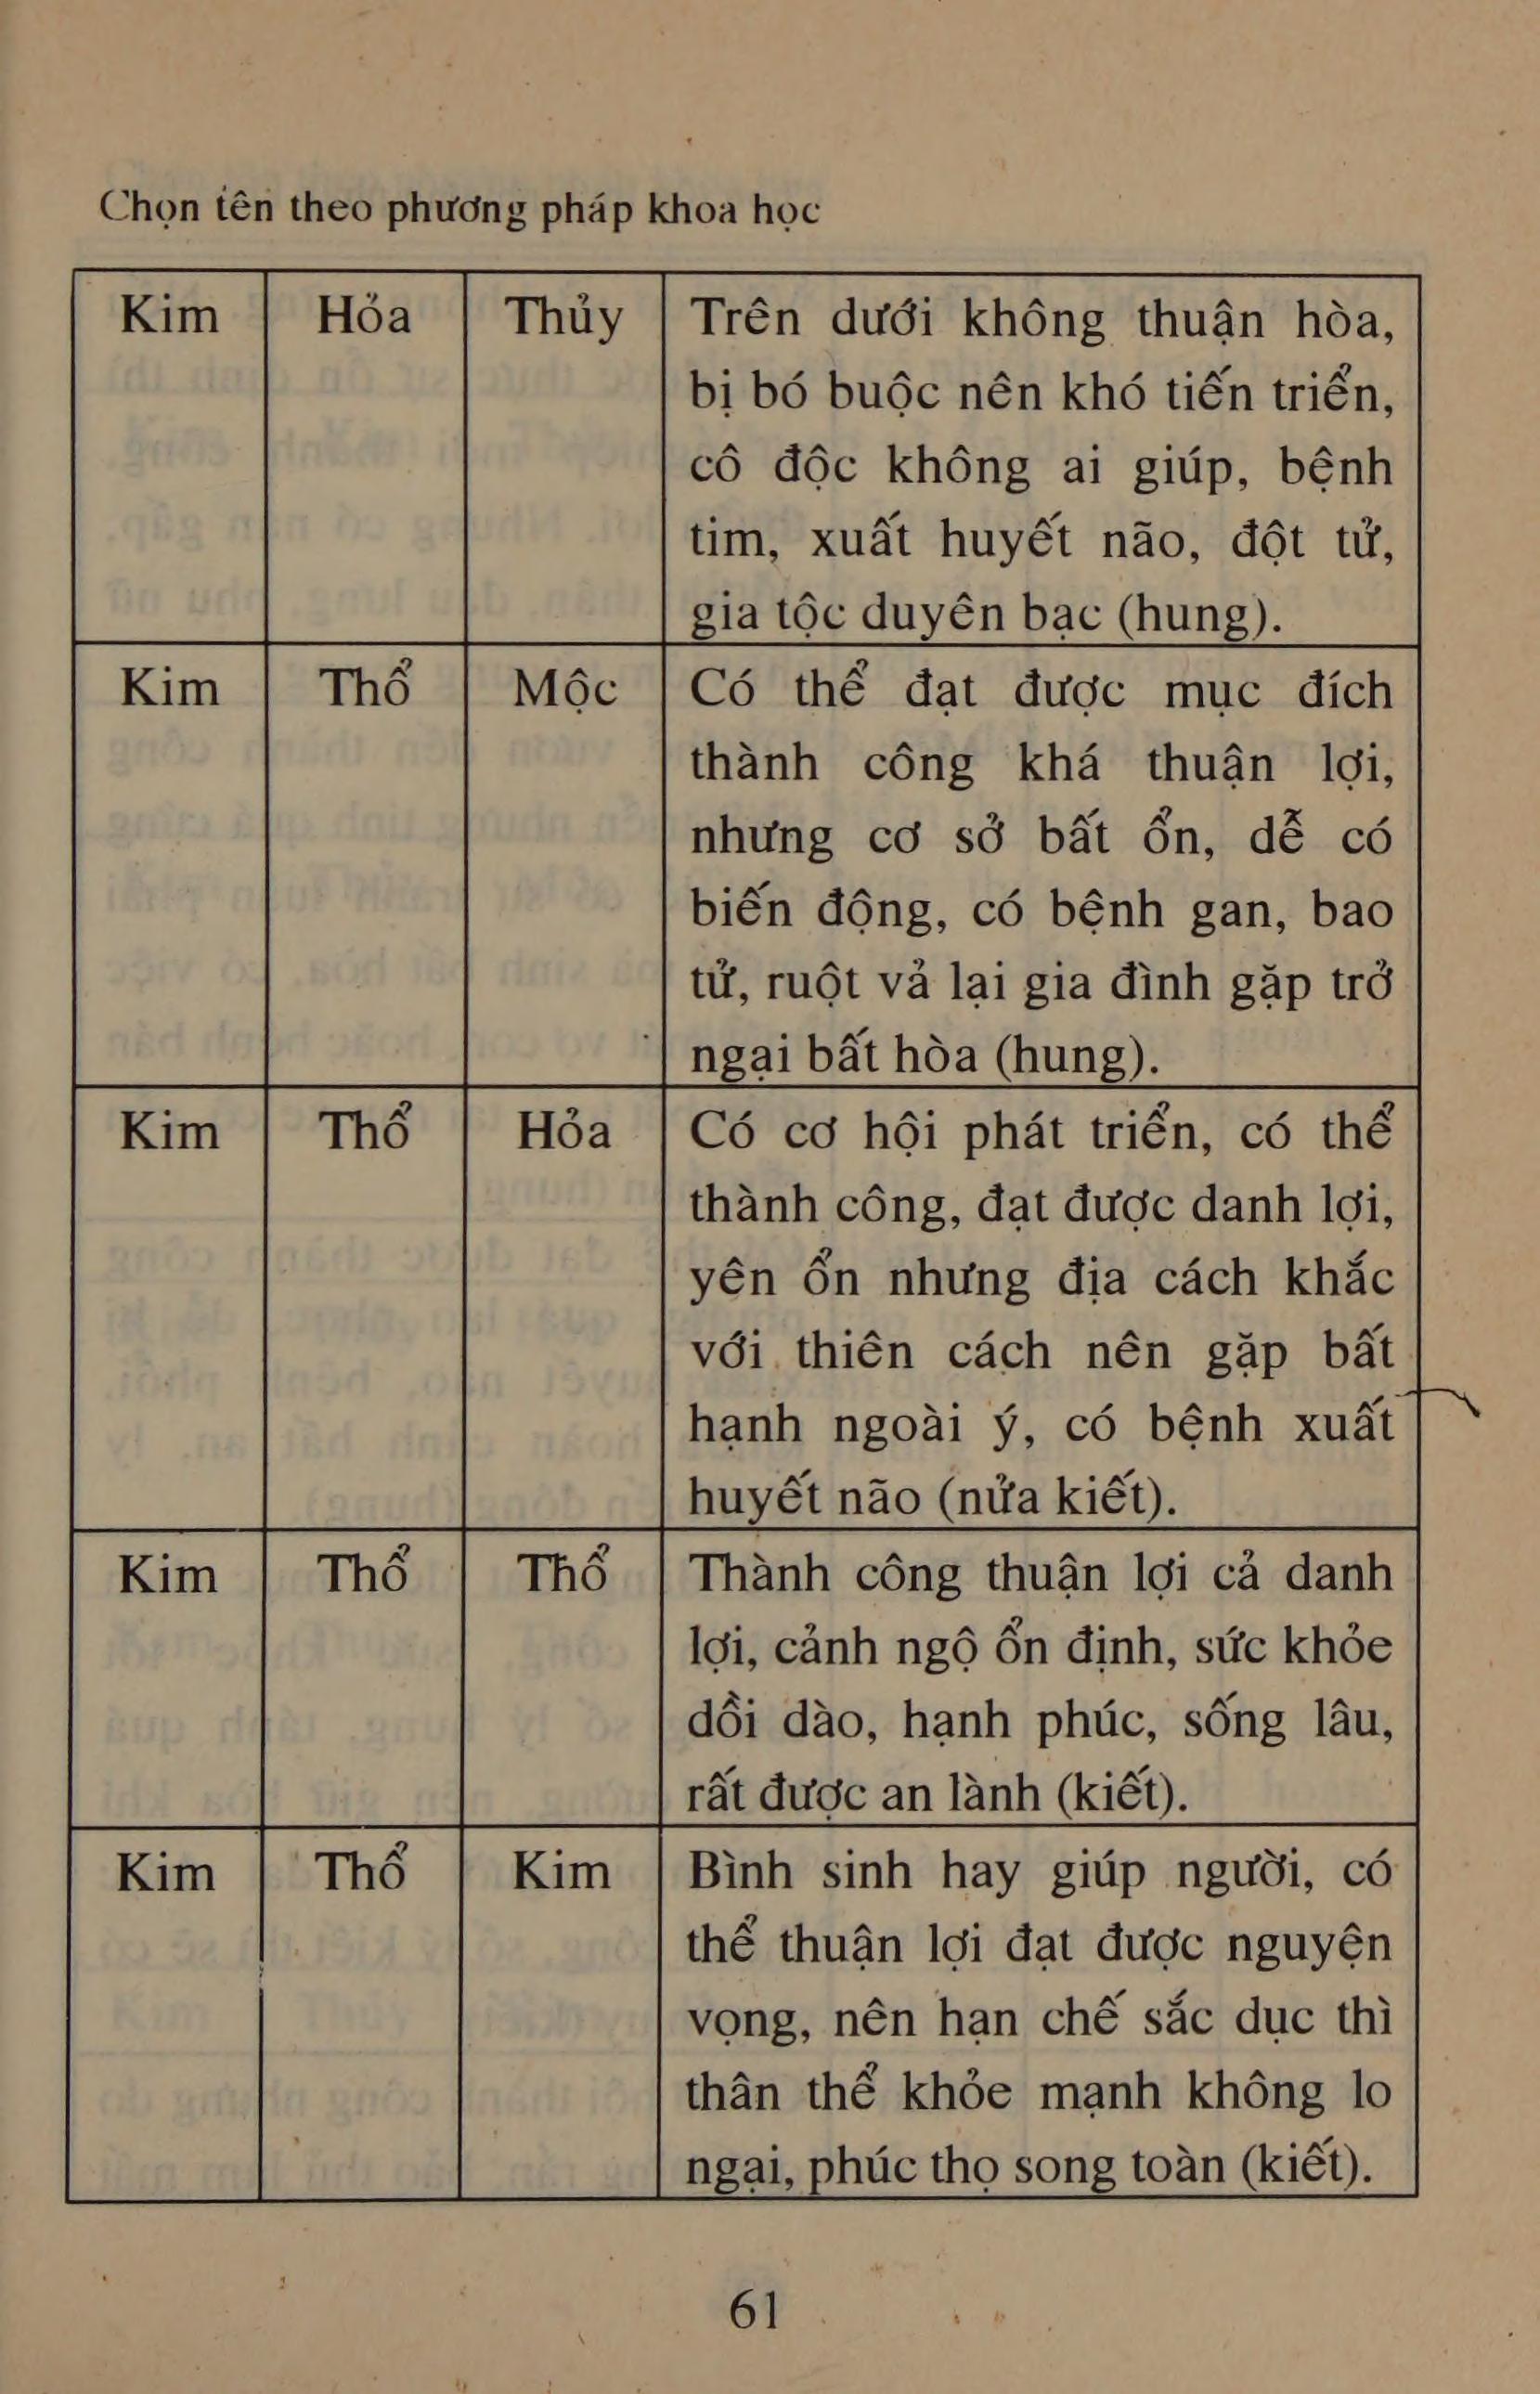 Chọn tên theo phương pháp khoa học
Kim Hỏa Thủy Trên dưới không thuận hòa,
bị bó buộc nên khó tiến triển,
cô độc không ai giúp, bệnh
tim, xuất huyết não, đột tử,
gia tộc duyên bạc (hung).
Kim Thổ Mộc Có thể đạt được mục đích
thành công khá thuận lợi,
nhưng cơ sở bất ổn, dễ có
biến động, có bệnh gan, bao
tử, ruột vả lại gia đình gặp trở
ngại bất hòa (hung).
Kim Thổ Hỏa Có cơ hội phát triển, có thể
thành công, đạt được danh lợi,
yên ổn nhưng địa cách khắc
với thiên cách nên gặp bất
hạnh ngoài ý, có bệnh xuất
huyết não (nửa kiết).
Kim Thổ Thổ Thành công thuận lợi cả danh
lợi, cảnh ngộ ổn định, sức khỏe
dồi dào, hạnh phúc, sống lâu,
rất được an lành (kiết).
Kim Thổ Kim Bình sinh hay giúp người, có
thể thuận lợi đạt được nguyện
vọng, nên hạn chế sắc dục thì
thân thể khỏe mạnh không lo
ngại, phúc thọ song toàn (kiết).
61